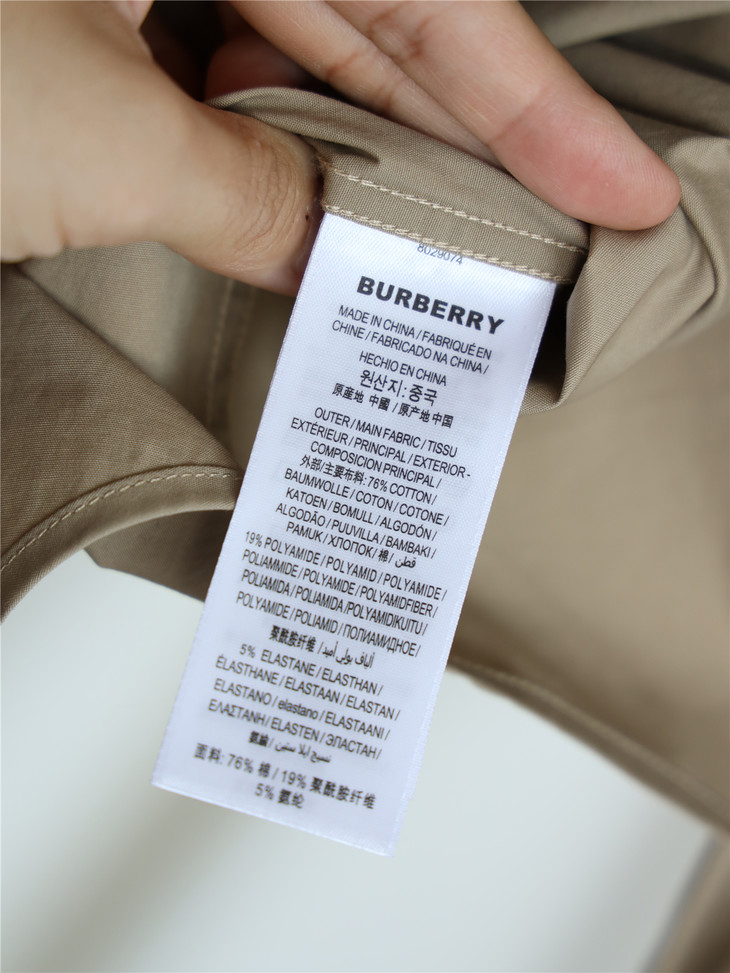 8029074
BURBERRY
MADE IN CHINA / FABRIQUÉ EN
CHINE / FABRICADO NA CHINA /
HECHO EN CHINA
원산지: 중국
原産地 中國 / 原产地 中国
OUTER / MAIN FABRIC / TISSU
EXTÉRIEUR / PRINCIPAL / EXTERIOR-
COMPOSICION PRINCIPAL /
外部/主要布料: 76% COTTON /
BAUMWOLLE / COTON / COTONE /
KATOEN / BOMULL / ALGODÓN /
ALGODÃO / PUUVILLA / BAMBAKI /
PAMUK / ХЛОПОК / 棉 / قطن
19% POLYAMIDE / POLYAMID / POLYAMIDE /
POLIAMMIDE / POLYAMIDE / POLYAMIDFIBER /
POLIAMIDA / POLIAMIDA /POLYAMIDIKUITU /
POLYAMIDE / POLIAMID / ПОЛИАМИДНОЕ /
聚酰胺纤维 / ألياف بولي أميد
5% ELASTANE / ELASTHAN /
ÉLASTHANE / ELASTAAN / ELASTAN /
ELASTANO / elastano / ELASTAANI /
ΕΛΑΣΤΑΝΗ / ELASTEN / ЭЛАСТАН /
氨纶 / نسيج إيلاستين
面料: 76% 棉 / 19% 聚酰胺纤维
5% 氨纶